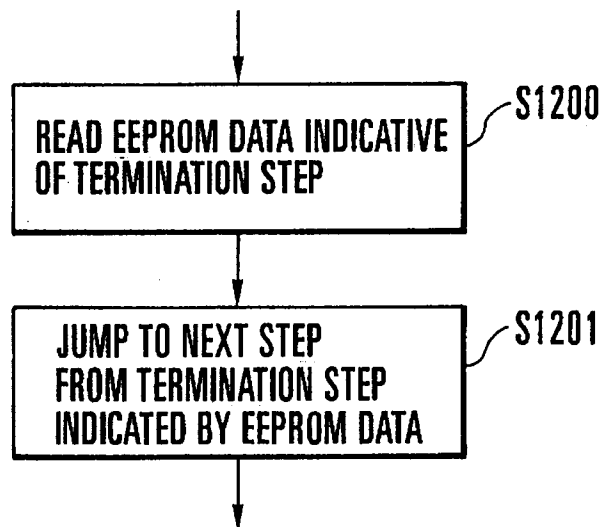 S1200
READ EEPROM DATA INDICATIVE
OF TERMINATION STEP
S1201
JUMP TO NEXT STEP
FROM TERMINATION STEP
INDICATED BY EEPROM DATA